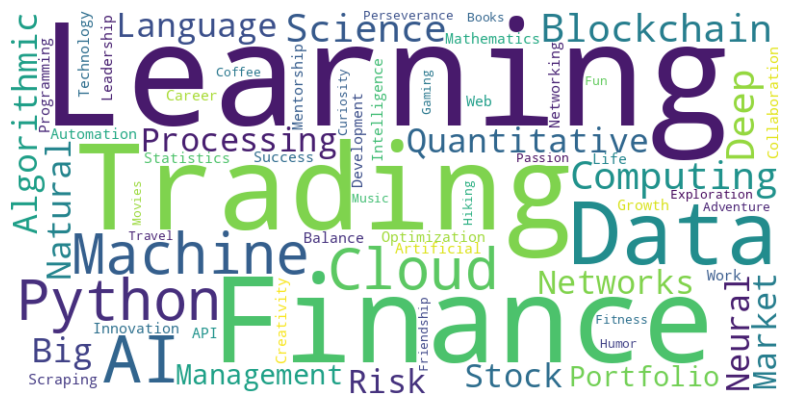 Learning
Trading
Finance
Data
Algorithmic
Programming
Technology
Leadership
Language
Science
Perseverance
Books
Mathematics
Blockchain
Coffee
Career
Mentorship
Curiosity
Intelligence
Gaming
Web
Networking
Fun
Deep
Collaboration
Automation
Processing
Statistics
Success
Development
Quantitative
Passion
Life
Computing
Natural
Movies
Music
Hiking
Growth
Exploration
Adventure
Travel
Machine
Balance
Optimization
Artificial
Cloud
Networks
Work
Python
Innovation
API
Creativity
Friendship
Fitness
Humor
Neural
Market
Big
AI
Scraping
Management
Risk
Stock
Portfolio